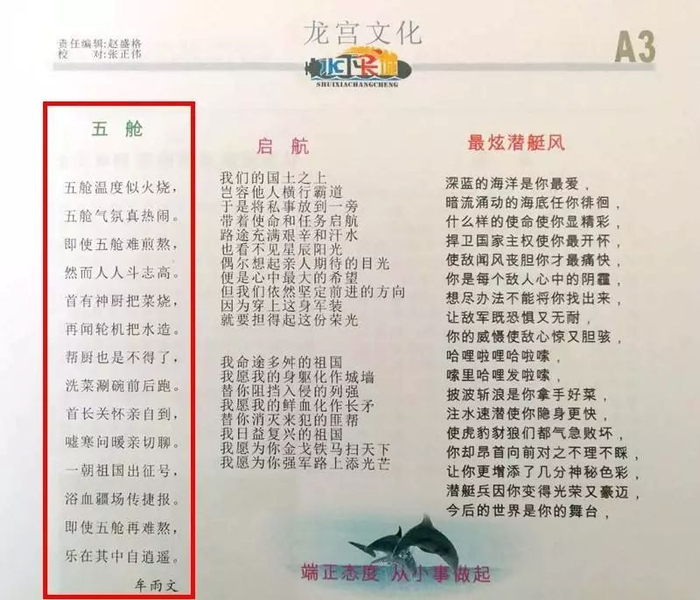 责任编辑:赵盛格
校 对:张正伟
龙宫文化
水下长城
SHUIXIACHANGCHENG
A3
五 舱
五舱温度似火烧，
五舱气氛真热闹。
即使五舱难煎熬，
然而人人斗志高。
首有神厨把菜烧，
再闻轮机把水造。
帮厨也是不得了，
洗菜涮碗前后跑。
首长关怀亲自到，
嘘寒问暖亲切聊。
一朝祖国出征号，
浴血疆场传捷报。
即使五舱再难熬，
乐在其中自逍遥。
牟雨文
启 航
我们的国土之上
岂容他人横行霸道
于是将私事放到一旁
带着使命和任务启航
路途充满艰辛和汗水
也看不见星辰阳光
偶尔想起亲人期待的目光
便是心中最大的希望
但我们依然坚定前进的方向
因为穿上这身军装
就要担得起这份荣光
我命途多舛的祖国
我愿我的身躯化作城墙
替你阻挡入侵的列强
我愿我的鲜血化作长矛
替你消灭来犯的匪帮
我日益复兴的祖国
我愿为你金戈铁马扫天下
我愿为你强军路上添光芒
最炫潜艇风
深蓝的海洋是你最爱，
暗流涌动的海底任你徘徊，
什么样的使命使你显精彩，
捍卫国家主权使你最开怀，
使敌闻风丧胆你才最痛快，
你是每个敌人心中的阴霾，
想尽办法不能将你找出来，
让敌军既恐惧又无耐，
你的威慑使敌心惊又胆骇，
哈哩啦哩哈啦嗦，
嗦里哈哩发啦嗦，
披波斩浪是你拿手好菜，
注水速潜使你隐身更快，
使虎豺豺狼们都气急败坏，
你却昂首向前对之不理不睬，
让你更增添了几分神秘色彩，
潜艇兵因你变得光荣又豪迈，
今后的世界是你的舞台，
端正态度 从小事做起